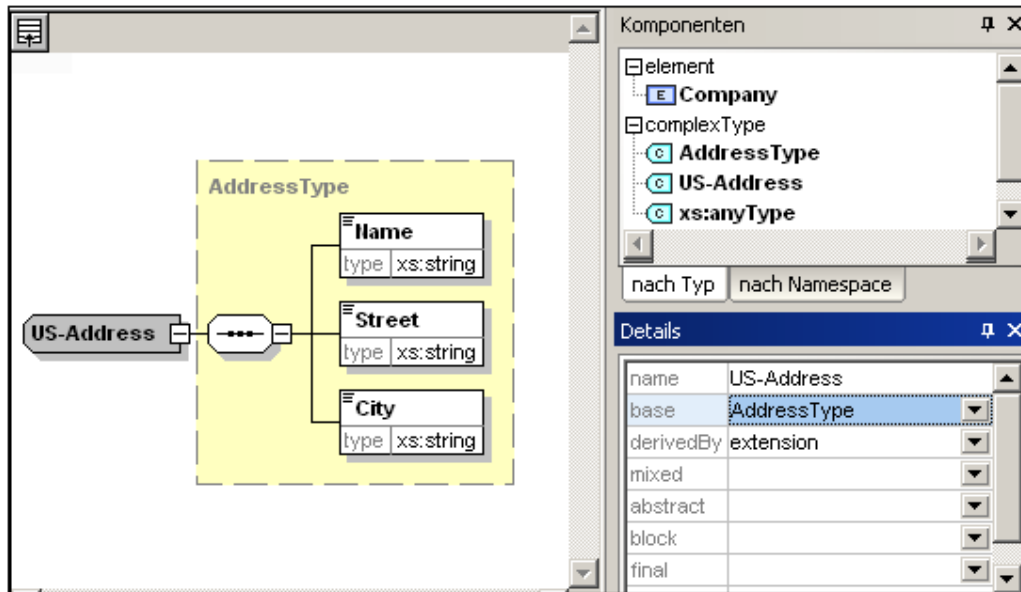 AddressType
Name
type xs:string
US-Address
Street
type xs:string
City
type xs:string
Komponenten
element
E Company
complexType
C AddressType
C US-Address
C xs:anyType
nach Typ nach Namespace
Details
name US-Address
base AddressType
derivedBy extension
mixed
abstract
block
final